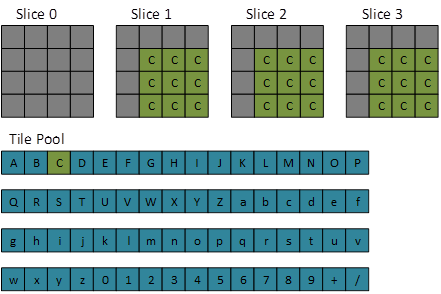 Slice 0 Slice 1 Slice 2 Slice 3
C C C C C C C C C
C C C C C C C C C
C C C C C C C C C
Tile Pool
A B C D E F G H I J K L M N O P
Q R S T U V W X Y Z a b c d e f
g h i j k l m n o p q r s t u v
w x y z 0 1 2 3 4 5 6 7 8 9 + /